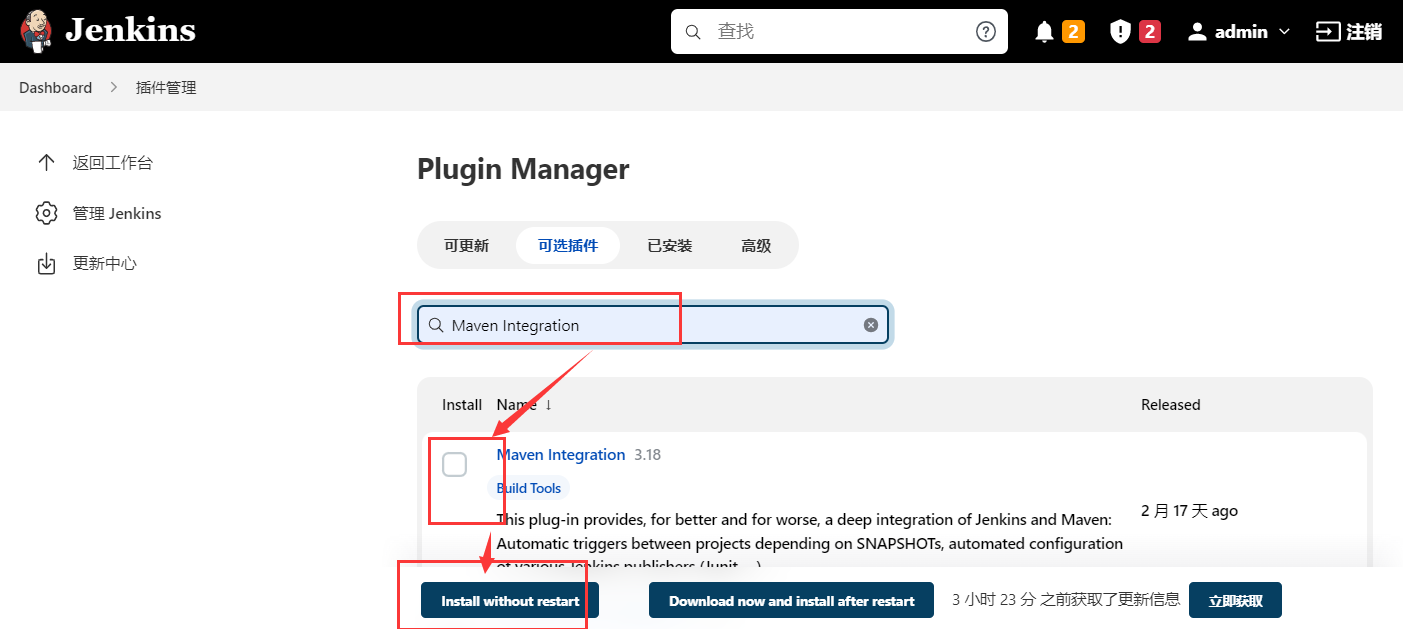 Jenkins
查找
2
2
admin
注销
Dashboard
插件管理
返回工作台
管理 Jenkins
更新中心
Plugin Manager
可更新 可选插件 已安装 高级
Maven Integration
Install Name ↓ Released
Maven Integration 3.18
Build Tools
This plug-in provides, for better and for worse, a deep integration of Jenkins and Maven:
Automatic triggers between projects depending on SNAPSHOTs, automated configuration
of various Jenkins publishers (Junit, ...).
2 月 17 天 ago
Install without restart
Download now and install after restart
3 小时 23 分 之前获取了更新信息
立即获取